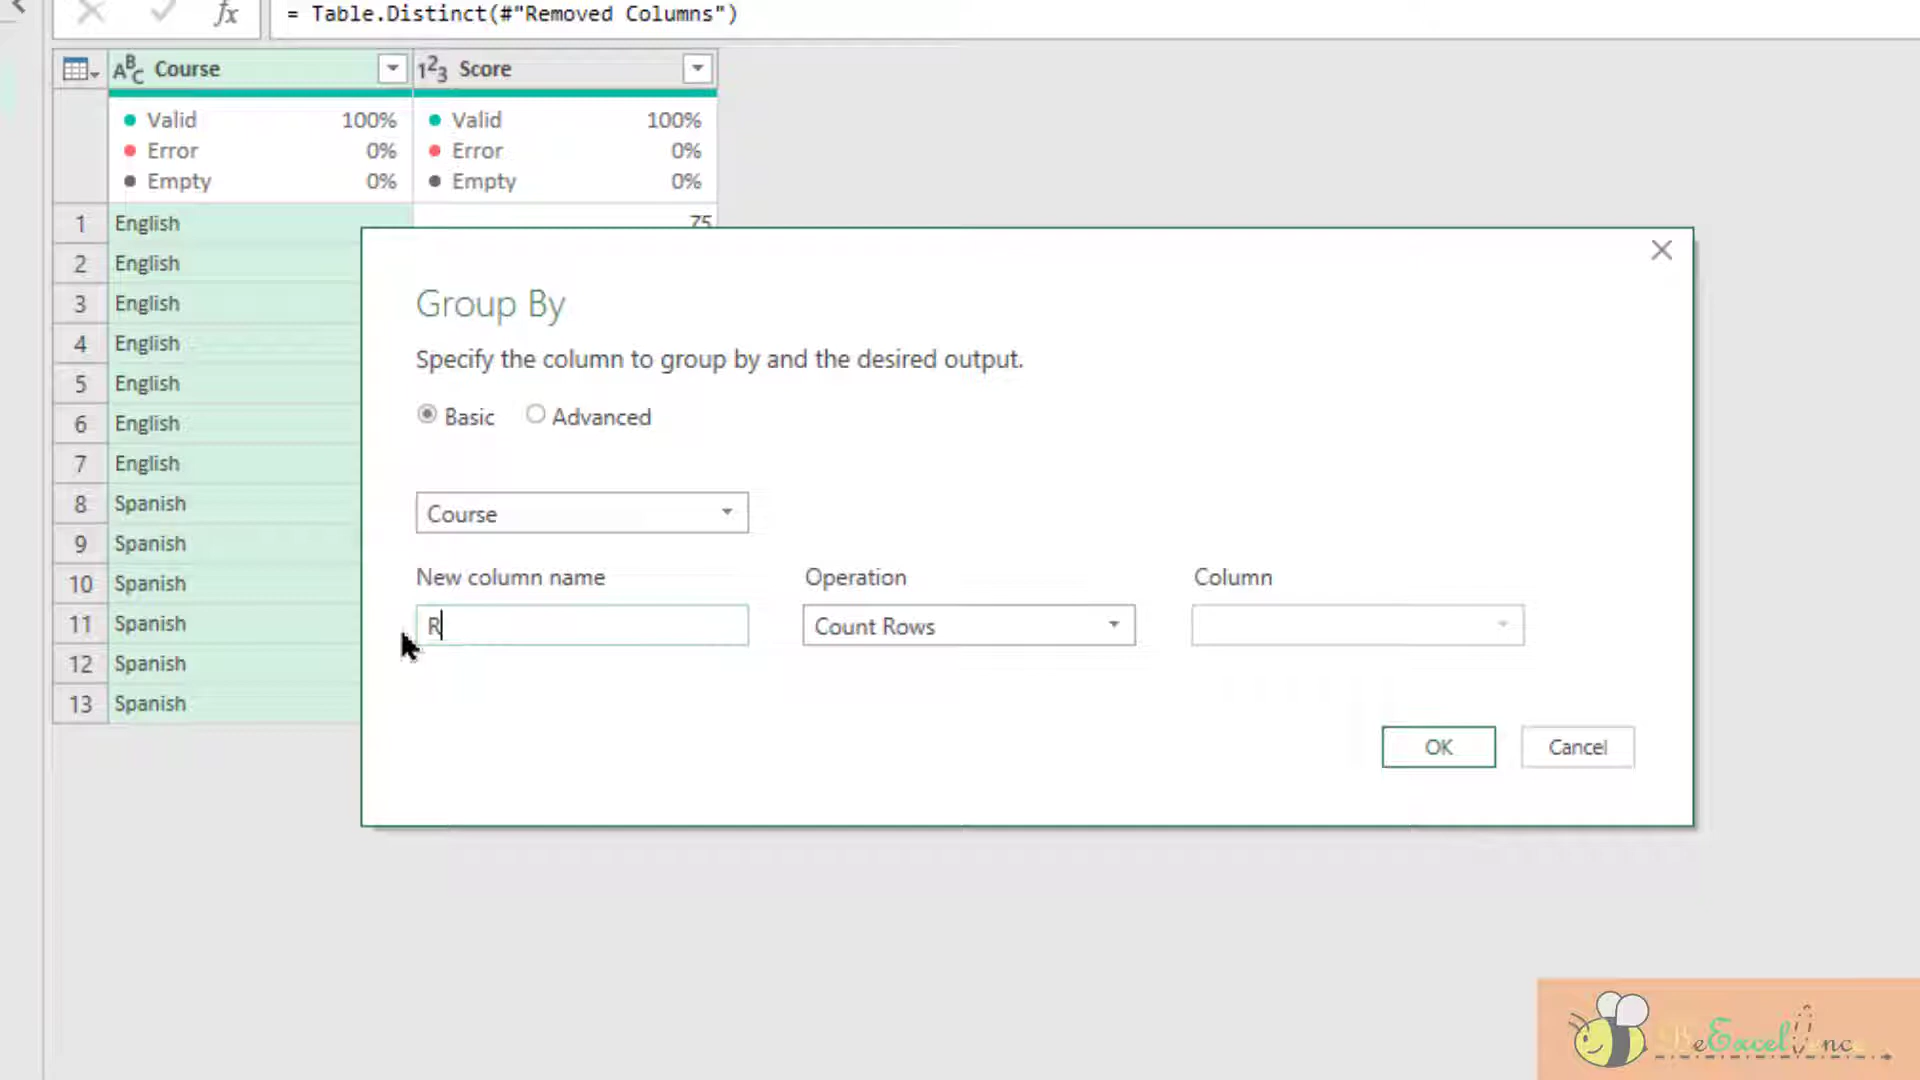 fx = Table.Distinct(#"Removed Columns")
ABC Course 123 Score
Valid 100% Valid 100%
Error 0% Error 0%
Empty 0% Empty 0%
1 English 75
2 English
3 English
4 English
5 English
6 English
7 English
8 Spanish
9 Spanish
10 Spanish
11 Spanish
12 Spanish
13 Spanish
Group By
Specify the column to group by and the desired output.
Basic Advanced
Course
New column name Operation Column
R Count Rows
OK Cancel